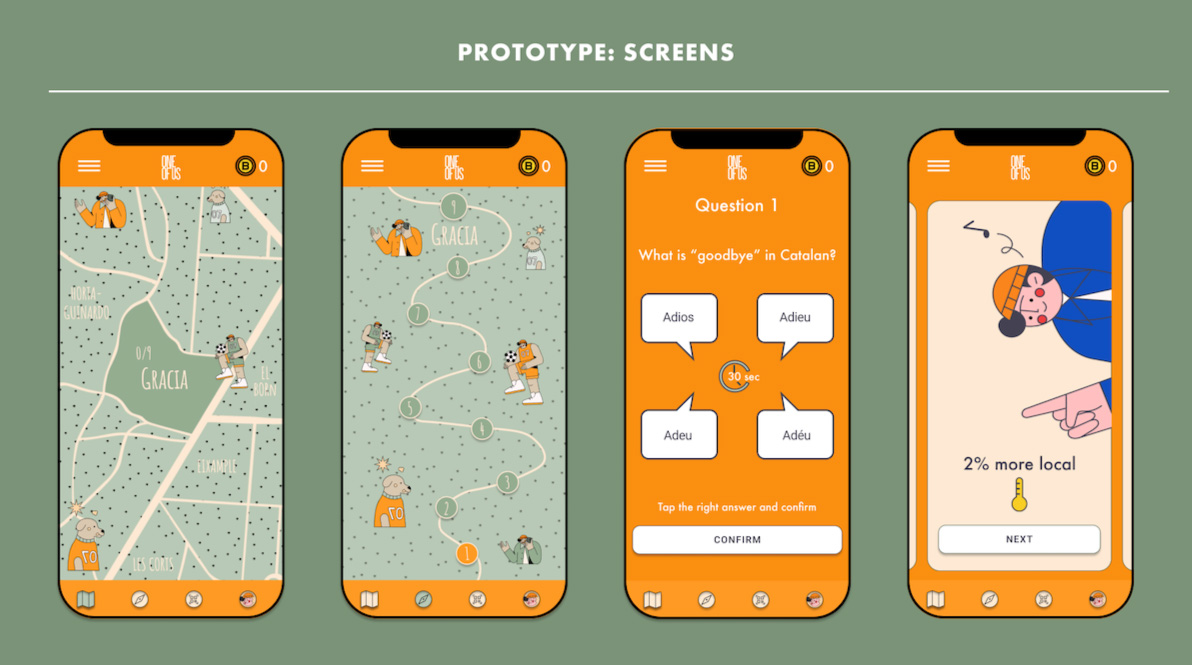 PROTOTYPE: SCREENS
ONE
OF US
B 0
HORTA-
GUINARDO
0/9
GRACIA
EL
BORN
EIXAMPLE
LES CORTS
70
ONE
OF US
B 0
9
GRACIA
8
7
6
5
4
3
2
1
70
ONE
OF US
B 0
Question 1
What is “goodbye” in Catalan?
Adios
Adieu
30 sec
Adeu
Adéu
Tap the right answer and confirm
CONFIRM
ONE
OF US
B 0
2% more local
NEXT